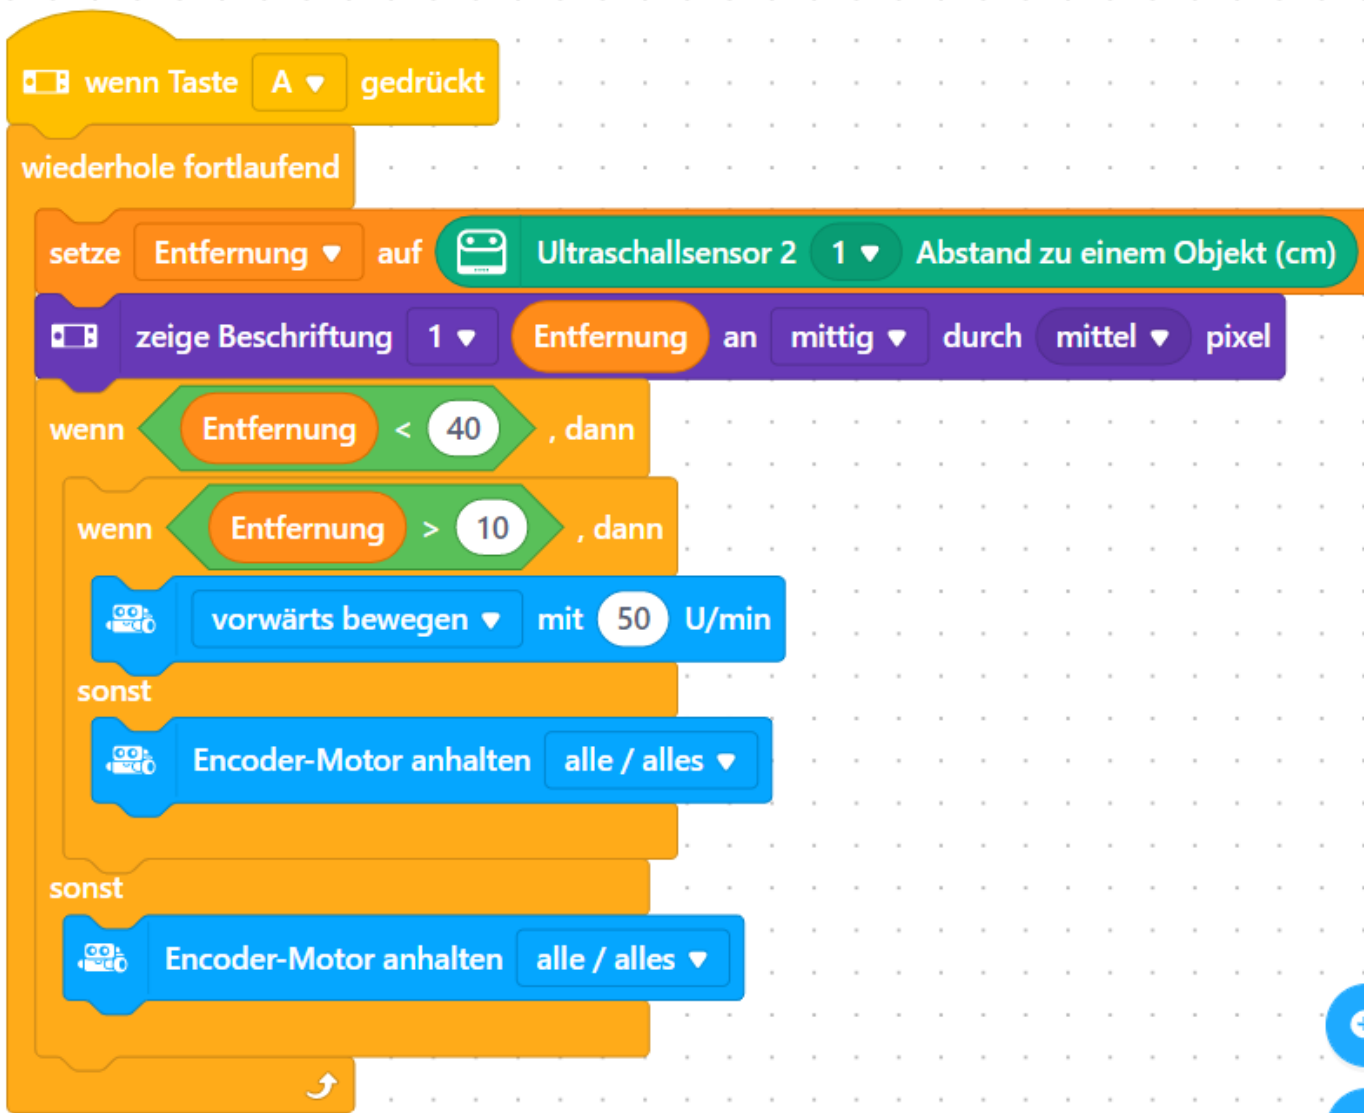 wenn Taste A gedrückt
wiederhole fortlaufend
setze Entfernung auf Ultraschallsensor 2 1 Abstand zu einem Objekt (cm)
zeige Beschriftung 1 Entfernung an mittig durch mittel pixel
wenn Entfernung < 40 , dann
wenn Entfernung > 10 , dann
vorwärts bewegen mit 50 U/min
sonst
Encoder-Motor anhalten alle / alles
sonst
Encoder-Motor anhalten alle / alles